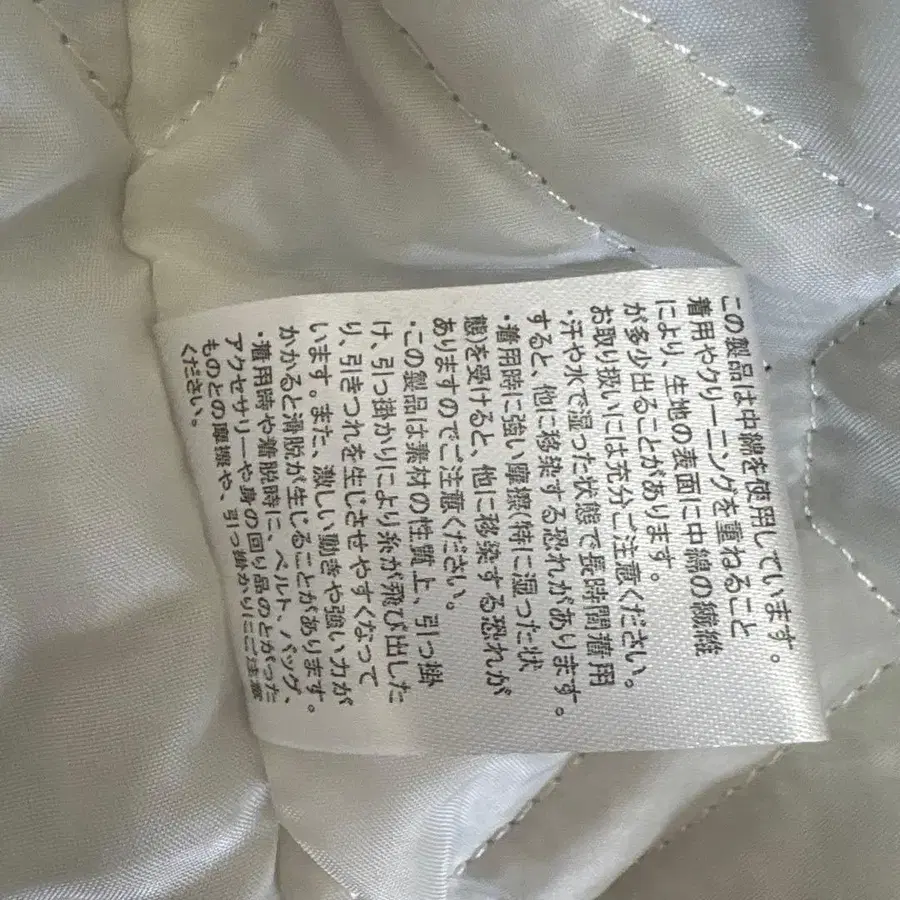 この製品は中綿を使用しています。
着用やクリーニングを重ねること
により、生地の表面に中綿の繊維
が多少出ることがあります。
お取り扱いには充分ご注意ください。
・汗や水で湿った状態で長時間着用
すると、他に移染する恐れがあります。
・着用時に強い摩擦(特に湿った状
態)を受けると、他に移染する恐れが
ありますのでご注意ください。
・この製品は素材の性質上、引っ掛
け、引っ掛かりにより糸が飛び出した
り、引きつれを生じさせやすくなって
います。また、激しい動きや強い力が
かかると滑脱が生じることがあります。
・着用時や着脱時に、ベルト、バッグ、
アクセサリーや身の回り品のとがった
ものとの摩擦や、引っ掛かりにご注意
ください。